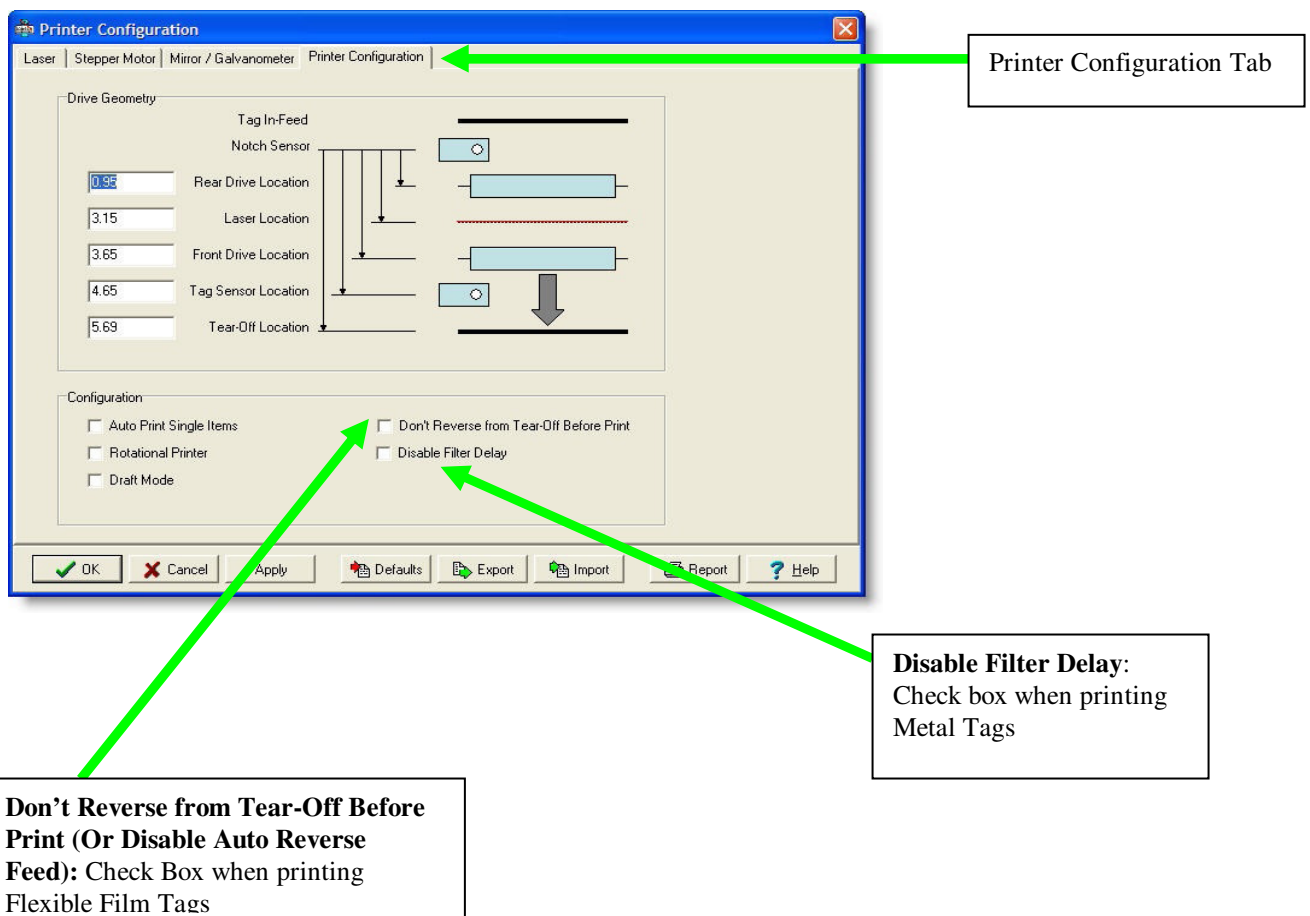 Printer Configuration
Laser Stepper Motor Mirror / Galvanometer Printer Configuration
Printer Configuration Tab
Drive Geometry
Tag In-Feed
Notch Sensor
0.95 Rear Drive Location
3.15 Laser Location
3.65 Front Drive Location
4.65 Tag Sensor Location
5.69 Tear-Off Location
Configuration
Auto Print Single Items Don't Reverse from Tear-Off Before Print
Rotational Printer Disable Filter Delay
Draft Mode
OK Cancel Apply Defaults Export Import Report Help
Disable Filter Delay:
Check box when printing
Metal Tags
Don’t Reverse from Tear-Off Before
Print (Or Disable Auto Reverse
Feed): Check Box when printing
Flexible Film Tags